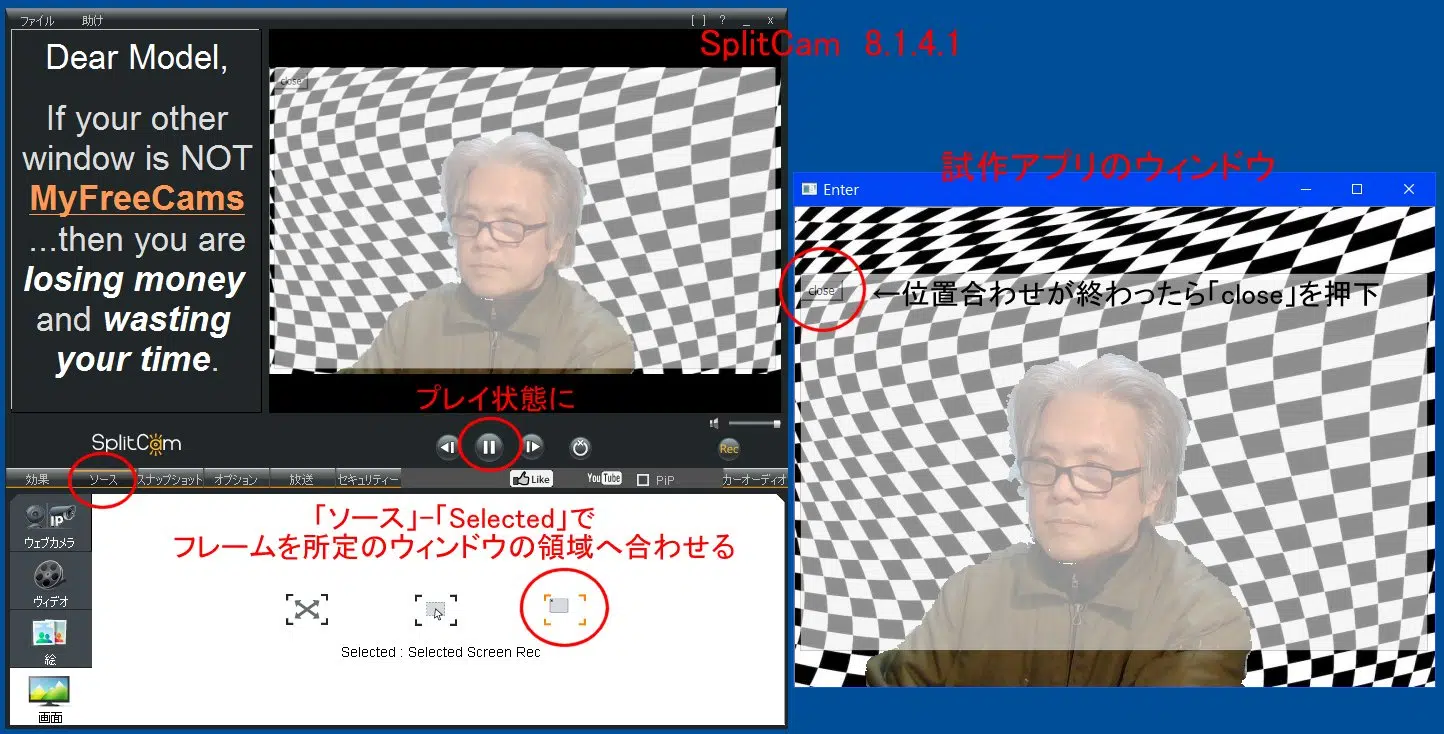 ファイル 助け
[ ] ? _ x
SplitCam 8.1.4.1
Dear Model,
If your other
window is NOT
MyFreeCams
...then you are
losing money
and wasting
your time.
close
プレイ状態に
SplitCam
Rec
効果 ソース スナップショット オプション 放送 セキュリティー Like YouTube PiP カーオーディオ
IP
ウェブカメラ
ヴィデオ
絵
画面
「ソース」-「Selected」で
フレームを所定のウィンドウの領域へ合わせる
Selected : Selected Screen Rec
試作アプリのウィンドウ
Enter
close ←位置合わせが終わったら「close」を押下